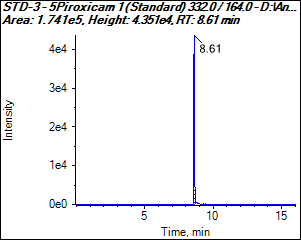 STD-3 - 5Piroxicam 1 (Standard) 332.0 / 164.0 - D:\An...
Area: 1.741e5, Height: 4.351e4, RT: 8.61 min
4e4
8.61
3e4
Intensity
2e4
1e4
0e0
5 10 15
Time, min